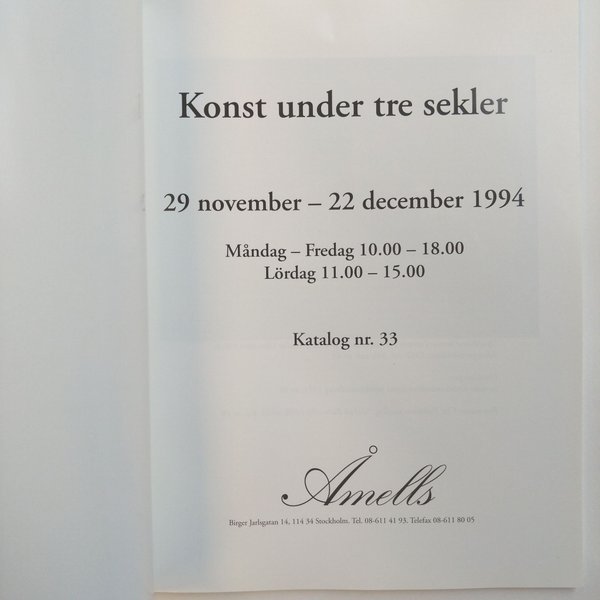 Konst under tre sekler
29 november – 22 december 1994
Måndag – Fredag 10.00 – 18.00
Lördag 11.00 – 15.00
Katalog nr. 33
Åmells
Birger Jarlsgatan 14, 114 34 Stockholm. Tel. 08-611 41 93. Telefax 08-611 80 05